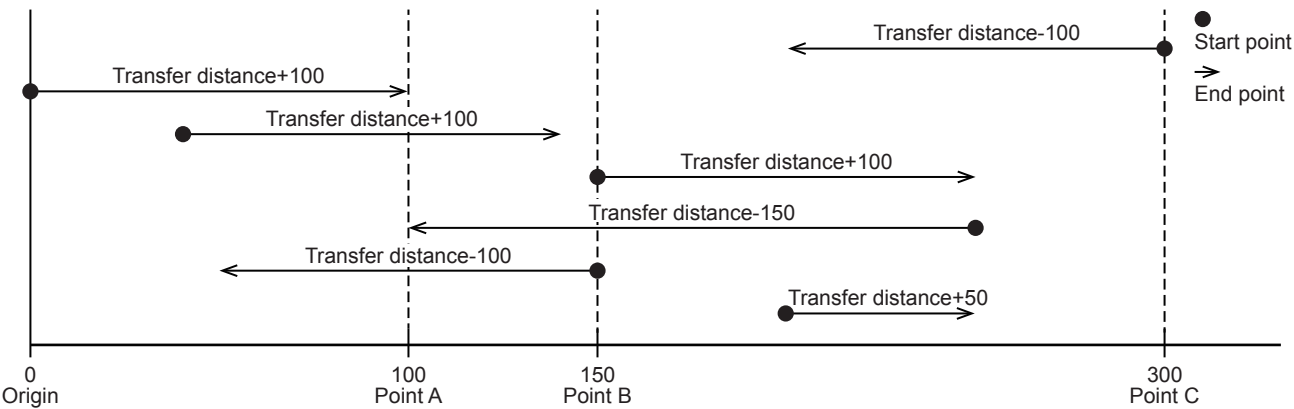 Transfer distance-100
Start point
End point
Transfer distance+100
Transfer distance+100
Transfer distance+100
Transfer distance-150
Transfer distance-100
Transfer distance+50
0 100 150 300
Origin Point A Point B Point C